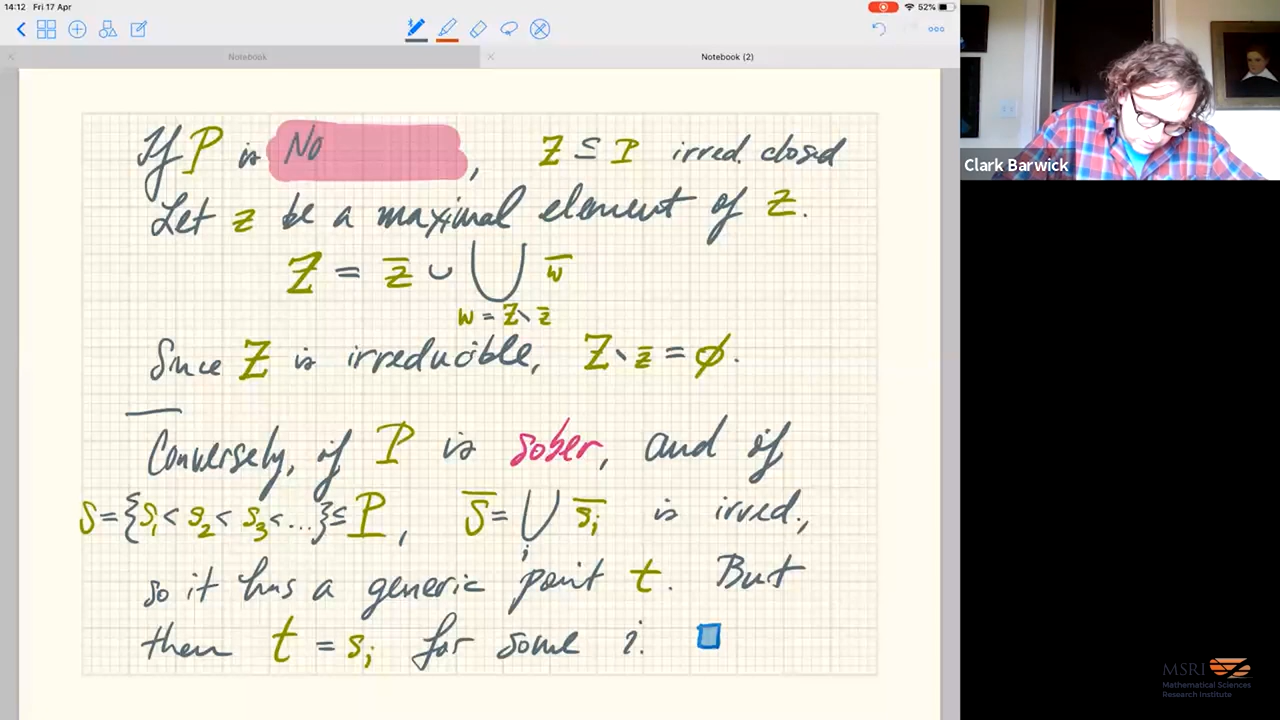 14:12 Fri 17 Apr
52%
Notebook
Notebook (2)
If P is No , Z ⊆ P irred. closed
Let z be a maximal element of Z.
Z = z̅ ∪ ⋃ w̅
w = Z∖z̅
Since Z is irreducible, Z∖z̅ = ∅.
Conversely, if P is sober, and if
S = {s₁ < s₂ < s₃ < ...} ⊆ P, S̅ = ⋃ s̅ᵢ is irred.,
i
so it has a generic point t. But
then t = sᵢ for some i.
Clark Barwick
MSRI
Mathematical Sciences
Research Institute